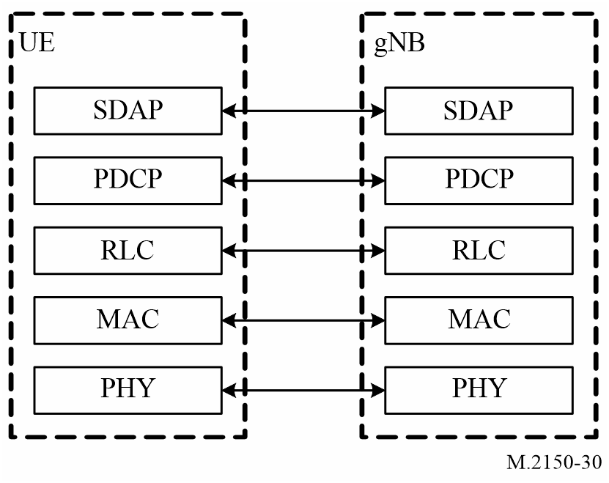 UE
gNB
SDAP
SDAP
PDCP
PDCP
RLC
RLC
MAC
MAC
PHY
PHY
M.2150-30